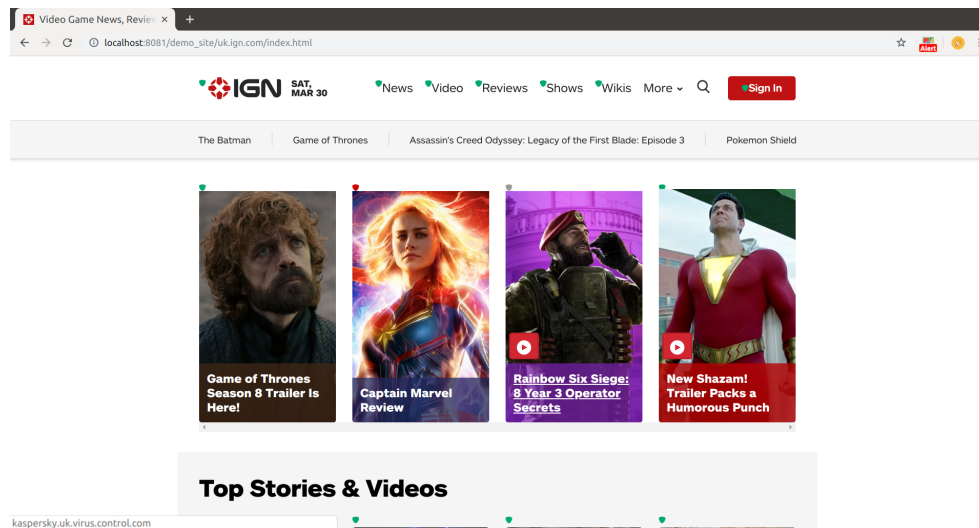 Video Game News, Review
localhost:8081/demo_site/uk.ign.com/index.html
Alert
IGN
SAT,
MAR 30
News Video Reviews Shows Wikis More Sign In
The Batman Game of Thrones Assassin's Creed Odyssey: Legacy of the First Blade: Episode 3 Pokemon Shield
Game of Thrones
Season 8 Trailer Is
Here!
Captain Marvel
Review
Rainbow Six Siege:
8 Year 3 Operator
Secrets
New Shazam!
Trailer Packs a
Humorous Punch
Top Stories & Videos
kaspersky.uk.virus.control.com